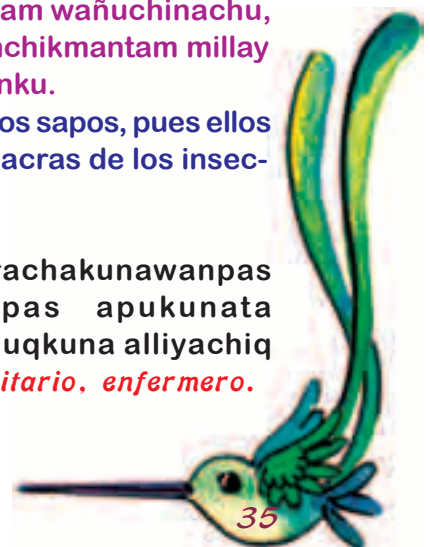 am wañuchinachu,
nchikmantam millay
nku.
os sapos, pues ellos
acras de los insec-
rachakunawanpas
pas apukunata
uqkuna alliyachiq
itario, enfermero.
35